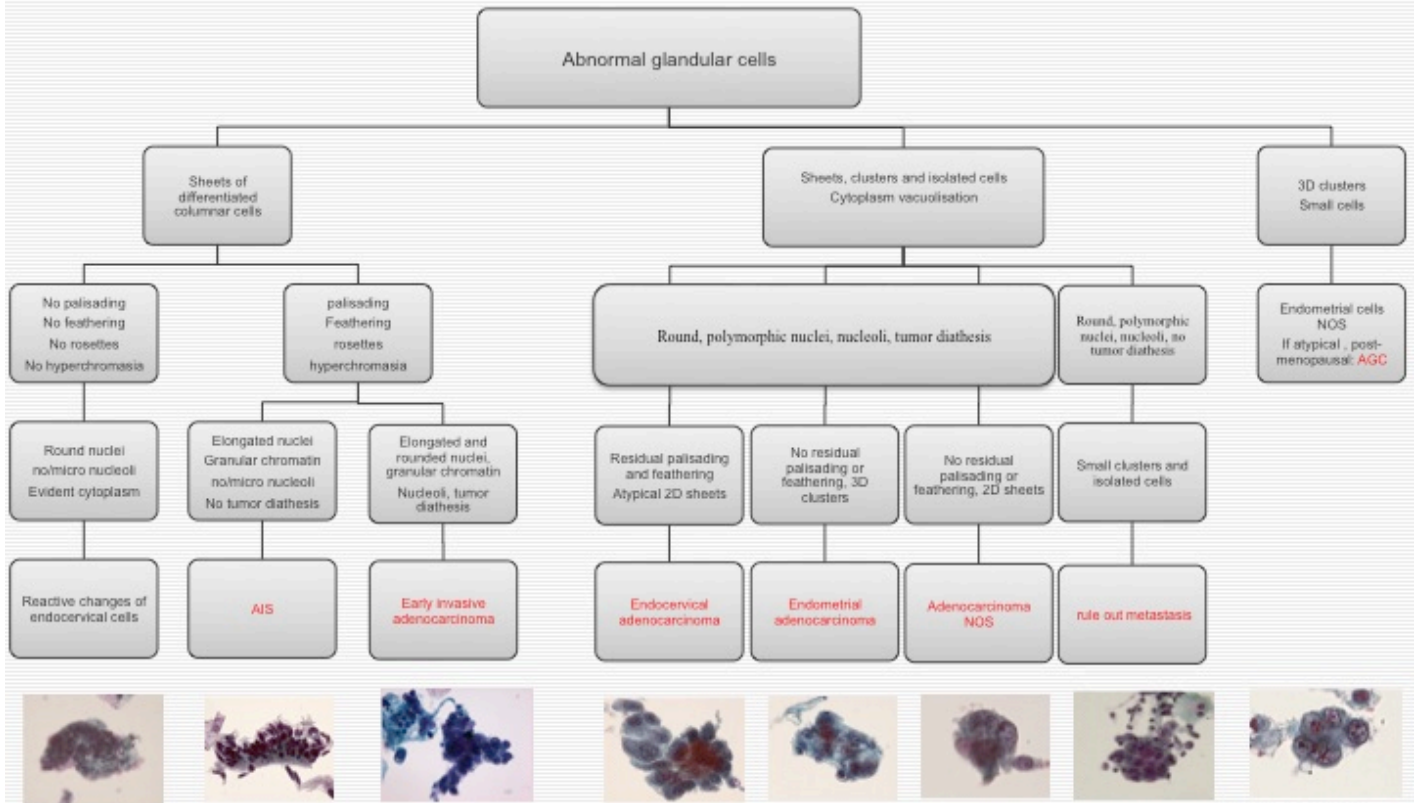 Abnormal glandular cells
Sheets of
differentiated
columnar cells
Sheets, clusters and isolated cells
Cytoplasm vacuolisation
3D clusters
Small cells
No palisading
No feathering
No rosettes
No hyperchromasia
palisading
Feathering
rosettes
hyperchromasia
Round, polymorphic nuclei, nucleoli, tumor diathesis
Round, polymorphic
nuclei, nucleoli, no
tumor diathesis
Endometrial cells
NOS
If atypical , post-
menopausal: AGC
Round nuclei
no/micro nucleoli
Evident cytoplasm
Elongated nuclei
Granular chromatin
no/micro nucleoli
No tumor diathesis
Elongated and
rounded nuclei,
granular chromatin
Nucleoli, tumor
diathesis
Residual palisading
and feathering
Atypical 2D sheets
No residual
palisading or
feathering, 3D
clusters
No residual
palisading or
feathering, 2D sheets
Small clusters and
isolated cells
Reactive changes of
endocervical cells
AIS
Early invasive
adenocarcinoma
Endocervical
adenocarcinoma
Endometrial
adenocarcinoma
Adenocarcinoma
NOS
rule out metastasis